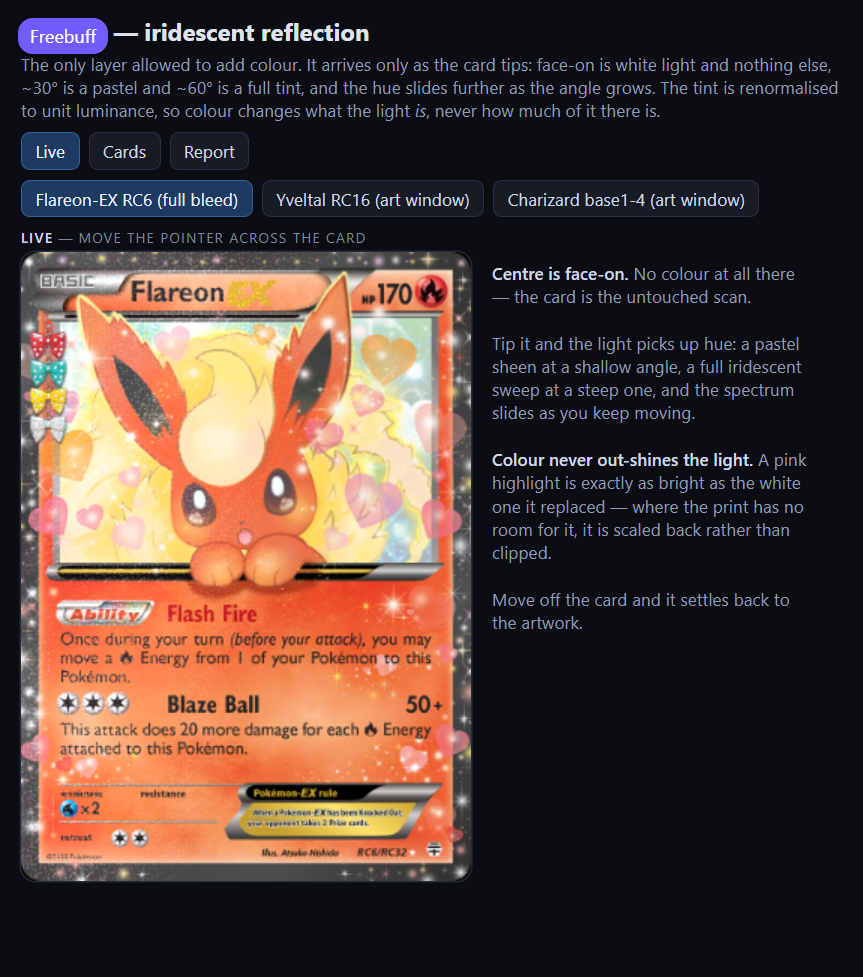 Freebuff — iridescent reflection
The only layer allowed to add colour. It arrives only as the card tips: face-on is white light and nothing else,
~30° is a pastel and ~60° is a full tint, and the hue slides further as the angle grows. The tint is renormalised
to unit luminance, so colour changes what the light is, never how much of it there is.
Live Cards Report
Flareon-EX RC6 (full bleed) Yveltal RC16 (art window) Charizard base1-4 (art window)
LIVE — MOVE THE POINTER ACROSS THE CARD
BASIC Flareon EX HP 170
Ability Flash Fire
Once during your turn (before your attack), you may
move a Energy from 1 of your Pokémon to this
Pokémon.
Blaze Ball 50+
This attack does 20 more damage for each Energy
attached to this Pokémon.
weakness resistance
×2
retreat
Pokémon-EX rule
When a Pokémon-EX has been Knocked Out,
your opponent takes 2 Prize cards.
Illus. Atsuko Nishida RC6/RC32
Centre is face-on. No colour at all there
— the card is the untouched scan.
Tip it and the light picks up hue: a pastel
sheen at a shallow angle, a full iridescent
sweep at a steep one, and the spectrum
slides as you keep moving.
Colour never out-shines the light. A pink
highlight is exactly as bright as the white
one it replaced — where the print has no
room for it, it is scaled back rather than
clipped.
Move off the card and it settles back to
the artwork.